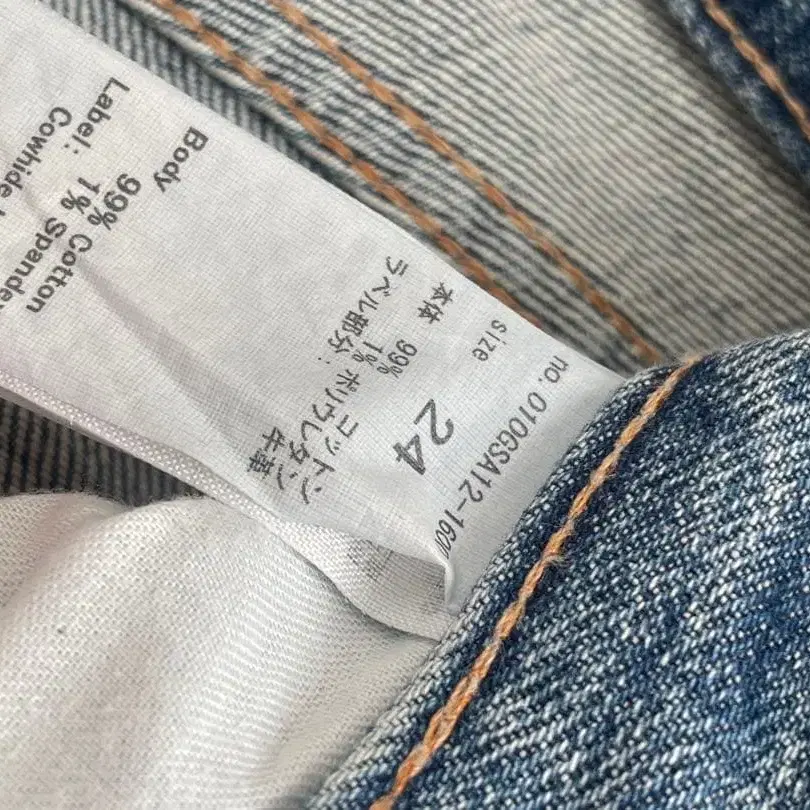 no. 010GSA12-160
size 24
本体 99% コットン
1% ポリウレタン
ラベル部分: 牛革
Body
99% Cotton
1% Spandex
Label:
Cowhide